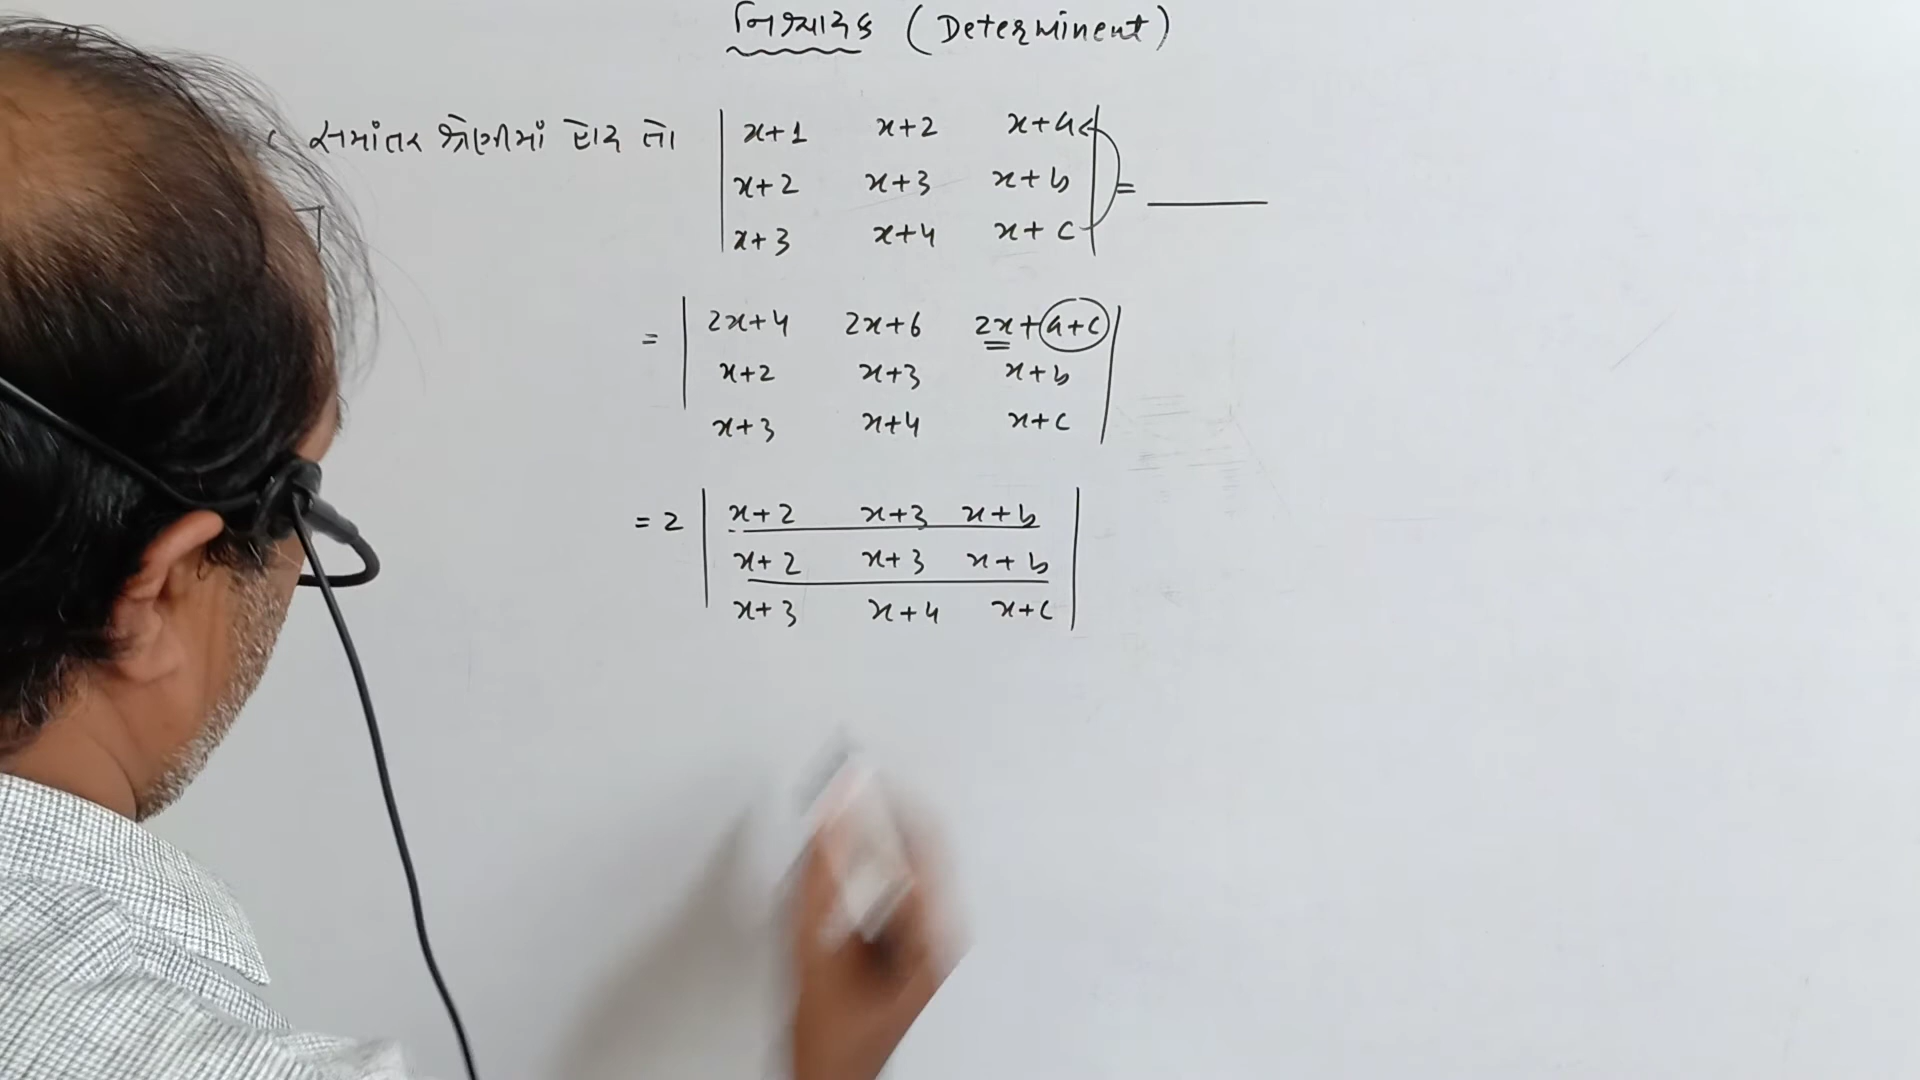 નિશ્ચાયક (Determinent)
સમાંતર શ્રેણીમાં હોય તો | x+1 x+2 x+a | = ______
| x+2 x+3 x+b |
| x+3 x+4 x+c |
= | 2x+4 2x+6 2x+(a+c) |
| x+2 x+3 x+b |
| x+3 x+4 x+c |
= 2 | x+2 x+3 x+b |
| x+2 x+3 x+b |
| x+3 x+4 x+c |